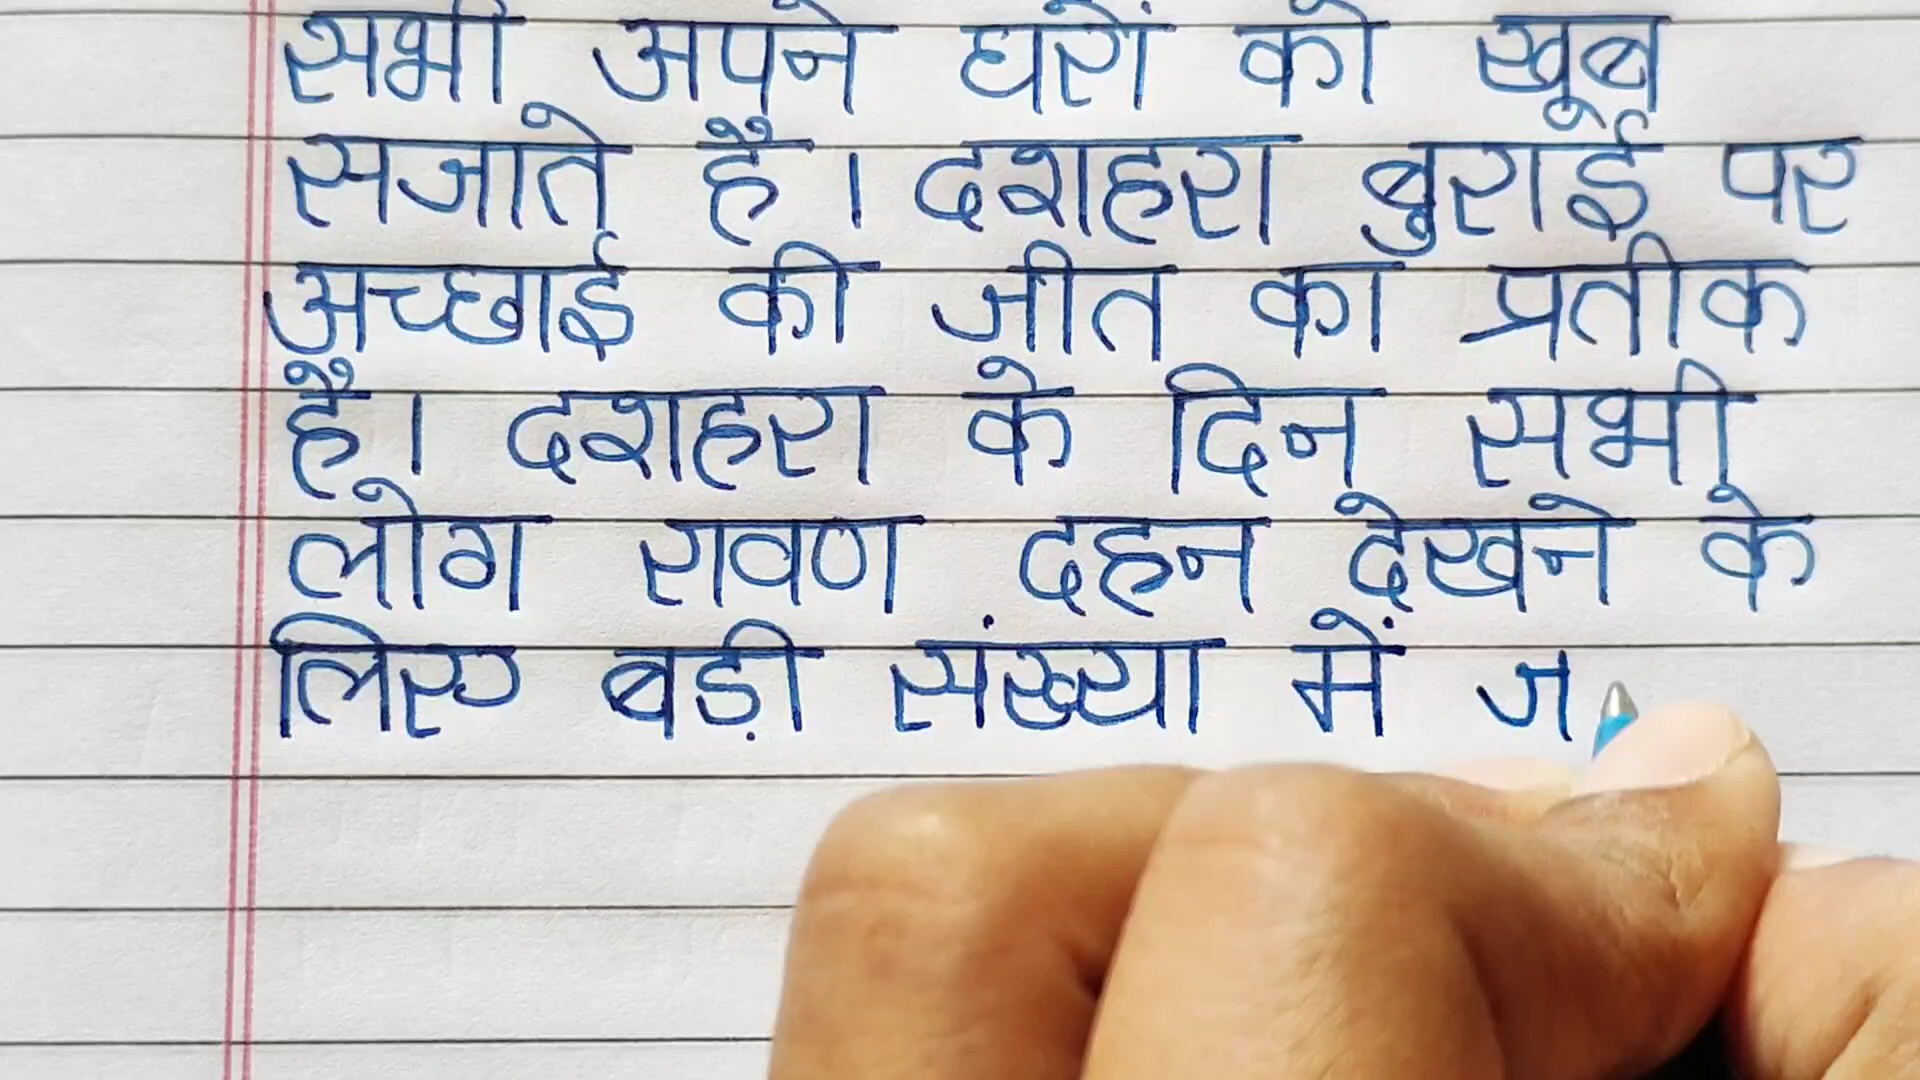 सभी अपने घरों को खूब
सजाते हैं। दशहरा बुराई पर
अच्छाई की जीत का प्रतीक
हैं। दशहरा के दिन सभी
लोग रावण दहन देखने के
लिए बड़ी संख्या में ज